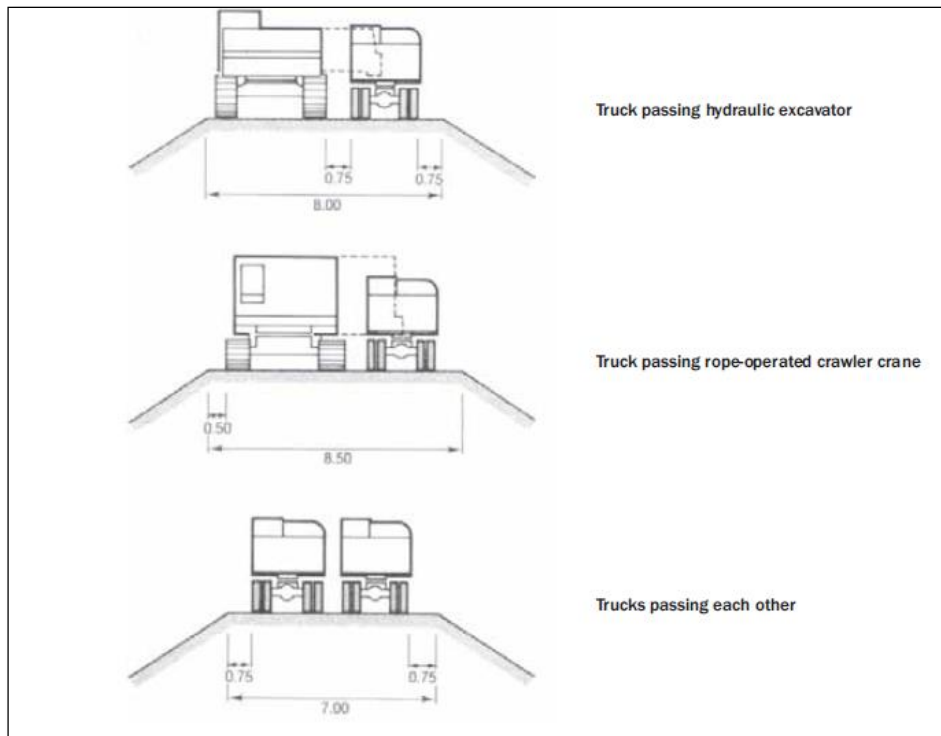 Truck passing hydraulic excavator
0.75 0.75
8.00
Truck passing rope-operated crawler crane
0.50
8.50
Trucks passing each other
0.75 0.75
7.00